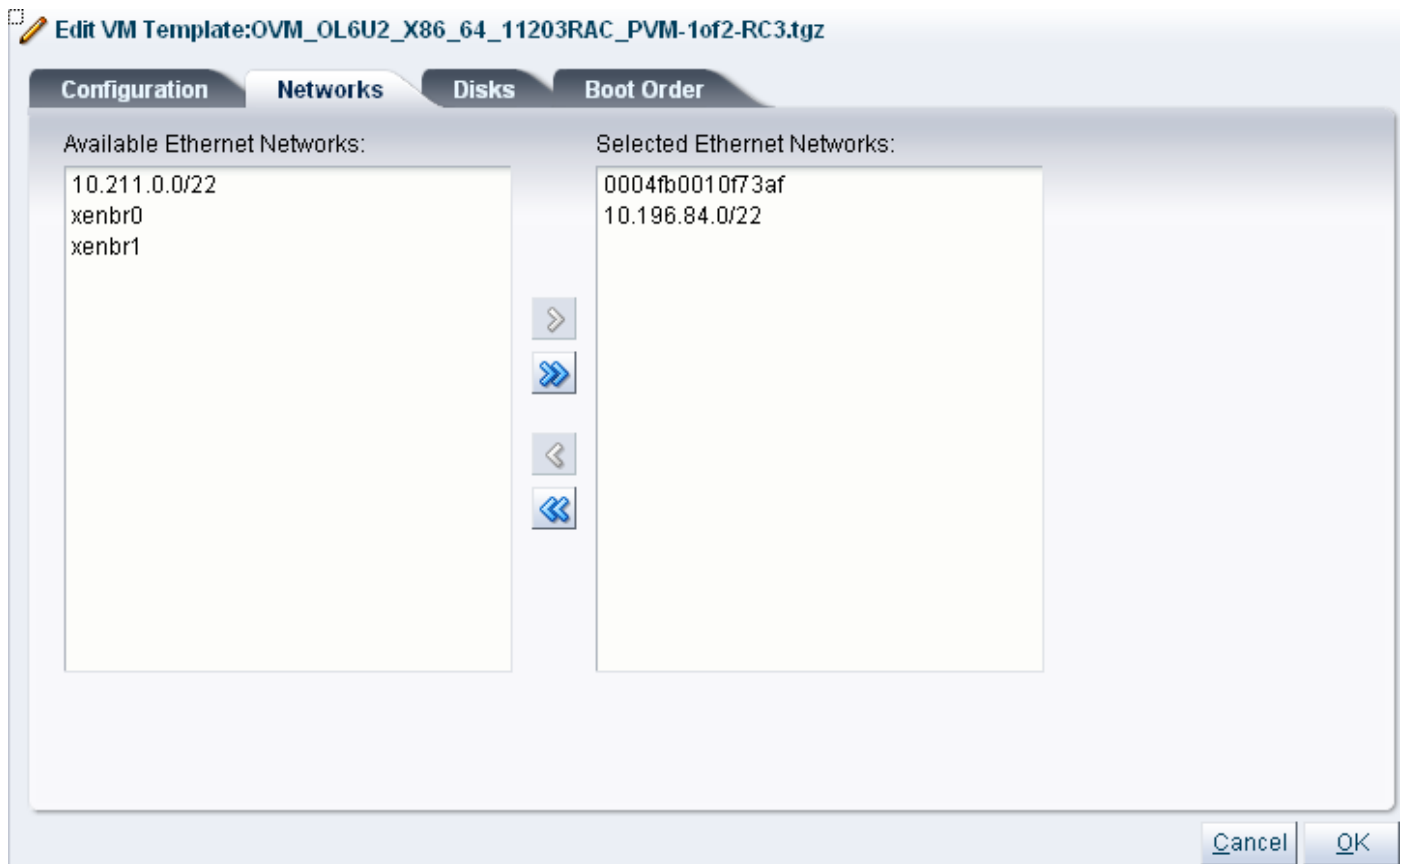 Edit VM Template:OVM_OL6U2_X86_64_11203RAC_PVM-1of2-RC3.tgz
Configuration Networks Disks Boot Order
Available Ethernet Networks:
10.211.0.0/22
xenbr0
xenbr1
Selected Ethernet Networks:
0004fb0010f73af
10.196.84.0/22
Cancel OK